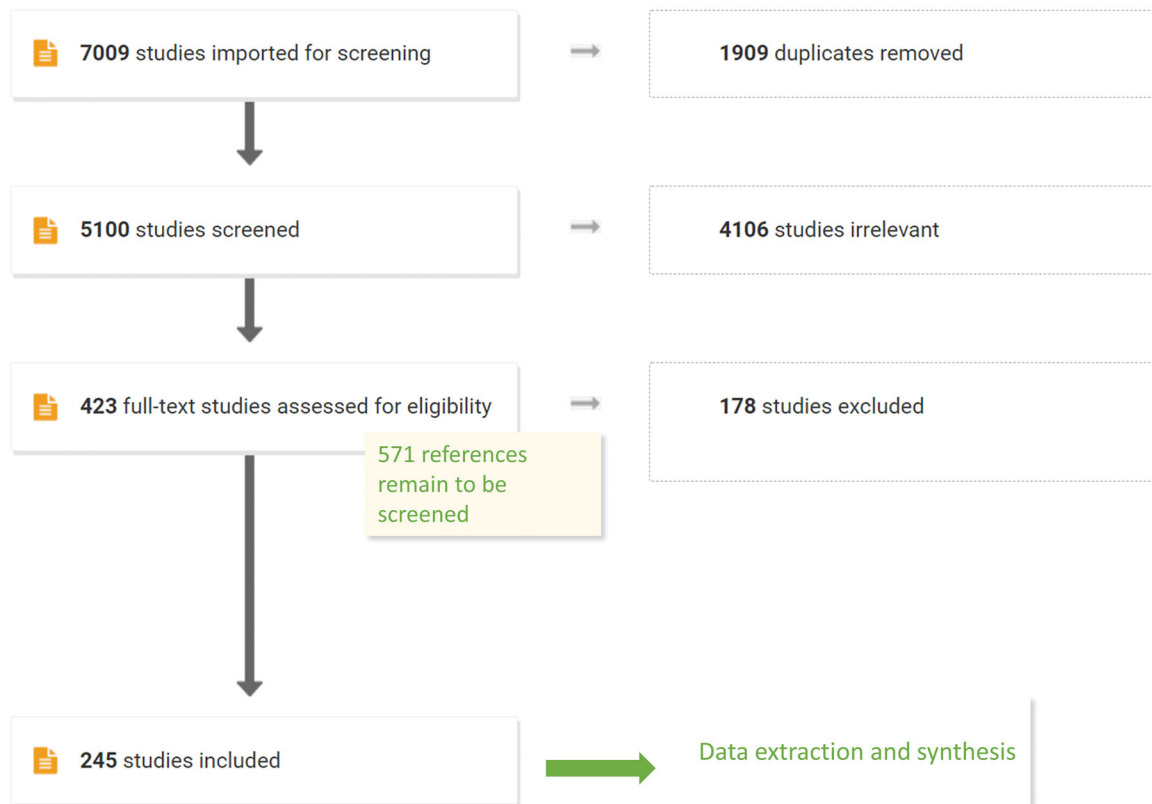 7009 studies imported for screening
1909 duplicates removed
5100 studies screened
4106 studies irrelevant
423 full-text studies assessed for eligibility
178 studies excluded
571 references
remain to be
screened
245 studies included
Data extraction and synthesis